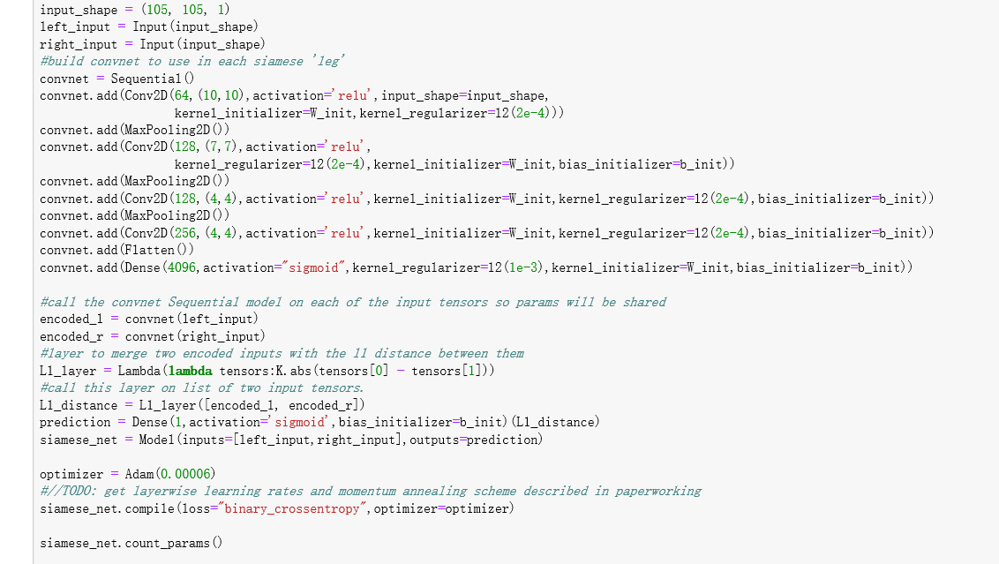 input_shape = (105, 105, 1)
left_input = Input(input_shape)
right_input = Input(input_shape)
#build convnet to use in each siamese 'leg'
convnet = Sequential()
convnet.add(Conv2D(64,(10,10),activation='relu',input_shape=input_shape,
                   kernel_initializer=W_init,kernel_regularizer=l2(2e-4)))
convnet.add(MaxPooling2D())
convnet.add(Conv2D(128,(7,7),activation='relu',
                   kernel_regularizer=l2(2e-4),kernel_initializer=W_init,bias_initializer=b_init))
convnet.add(MaxPooling2D())
convnet.add(Conv2D(128,(4,4),activation='relu',kernel_initializer=W_init,kernel_regularizer=l2(2e-4),bias_initializer=b_init))
convnet.add(MaxPooling2D())
convnet.add(Conv2D(256,(4,4),activation='relu',kernel_initializer=W_init,kernel_regularizer=l2(2e-4),bias_initializer=b_init))
convnet.add(Flatten())
convnet.add(Dense(4096,activation="sigmoid",kernel_regularizer=l2(1e-3),kernel_initializer=W_init,bias_initializer=b_init))
#call the convnet Sequential model on each of the input tensors so params will be shared
encoded_l = convnet(left_input)
encoded_r = convnet(right_input)
#layer to merge two encoded inputs with the l1 distance between them
L1_layer = Lambda(lambda tensors:K.abs(tensors[0] - tensors[1]))
#call this layer on list of two input tensors.
L1_distance = L1_layer([encoded_l, encoded_r])
prediction = Dense(1,activation='sigmoid',bias_initializer=b_init)(L1_distance)
siamese_net = Model(inputs=[left_input,right_input],outputs=prediction)
optimizer = Adam(0.00006)
#//TODO: get layerwise learning rates and momentum annealing scheme described in paperworking
siamese_net.compile(loss="binary_crossentropy",optimizer=optimizer)
siamese_net.count_params()